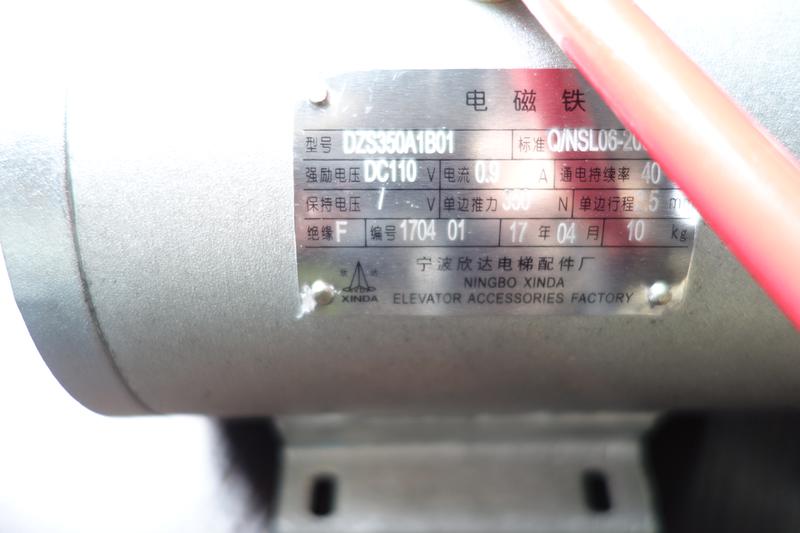 电磁铁
型号 DZS350A1B01 标准 Q/NSL06-20
强励电压 DC110 V 电流 0.9 A 通电持续率 40
保持电压 / V 单边推力 350 N 单边行程 .5 m
绝缘 F 编号 1704 01 17 年 04 月 10 kg
宁波欣达电梯配件厂
欣达
NINGBO XINDA
XINDA
ELEVATOR ACCESSORIES FACTORY